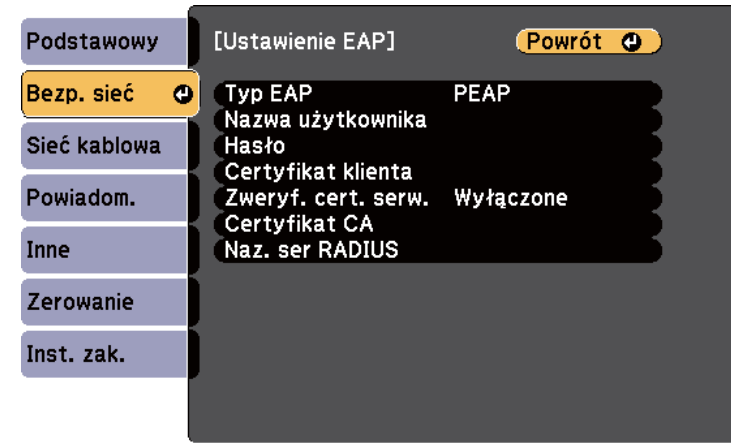 Podstawowy
Bezp. sieć
Sieć kablowa
Powiadom.
Inne
Zerowanie
Inst. zak.
[Ustawienie EAP] Powrót
Typ EAP PEAP
Nazwa użytkownika
Hasło
Certyfikat klienta
Zweryf. cert. serw. Wyłączone
Certyfikat CA
Naz. ser RADIUS